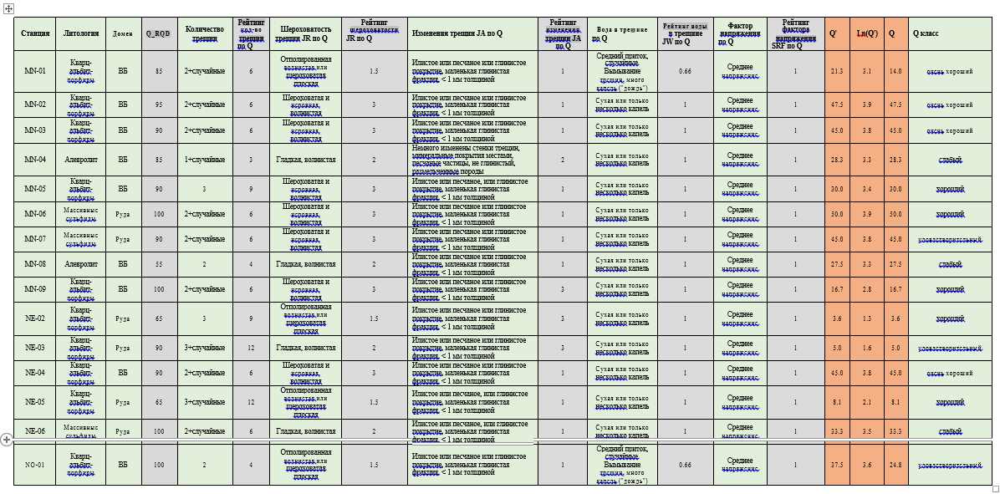 Станция Литология Домен Q_RQD Количество трещин Рейтинг кол-во трещин по Q Шероховатость трещин JR по Q Рейтинг шероховатости JR по Q Изменения трещин JA по Q Рейтинг изменения трещин JA по Q Вода в трещине по Q Рейтинг воды в трещине JW по Q Фактор напряжения по Q Рейтинг фактора напряжения SRF по Q Q' Ln(Q') Q Q класс
MN-01 Кварц-альбит-порфиры ВБ 85 2+случайные 6 Отполированная волнистая или шероховатая плоская 1.5 Илистое или песчаное или глинистое покрытие, маленькая глинистая фракция, < 1 мм толщиной 1 Средний приток, случайные. Вымывание трещин, много капель ("дождь") 0.66 Среднее напряжение 1 21.3 3.1 14.0 очень хороший
MN-02 Кварц-альбит-порфиры ВБ 95 2+случайные 6 Шероховатая и неровная, волнистая 3 Илистое или песчаное, или глинистое покрытие, маленькая глинистая фракция, < 1 мм толщиной 1 Сухая или только несколько капель 1 Среднее напряжение 1 47.5 3.9 47.5 очень хороший
MN-03 Кварц-альбит-порфиры ВБ 90 2+случайные 6 Шероховатая и неровная, волнистая 3 Илистое или песчаное или глинистое покрытие, маленькая глинистая фракция, < 1 мм толщиной 1 Сухая или только несколько капель 1 Среднее напряжение 1 45.0 3.8 45.0 очень хороший
MN-04 Алевролит ВБ 85 1+случайные 3 Гладкая, волнистая 2 Немного изменены стенки трещин, минеральные покрытия местами, песчаные частицы, не глинистый, размельченные породы 2 Сухая или только несколько капель 1 Среднее напряжение 1 28.3 3.3 28.3 слабый
MN-05 Кварц-альбит-порфиры ВБ 90 3 9 Шероховатая и неровная, волнистая 3 Илистое или песчаное, или глинистое покрытие, маленькая глинистая фракция, < 1 мм толщиной 1 Сухая или только несколько капель 1 Среднее напряжение 1 30.0 3.4 30.0 хороший
MN-06 Массивные сульфиды Руда 100 2+случайные 6 Шероховатая и неровная, волнистая 3 Илистое или песчаное или глинистое покрытие, маленькая глинистая фракция, < 1 мм толщиной 1 Сухая или только несколько капель 1 Среднее напряжение 1 50.0 3.9 50.0 хороший
MN-07 Массивные сульфиды Руда 90 2+случайные 6 Шероховатая и неровная, волнистая 3 Илистое или песчаное или глинистое покрытие, маленькая глинистая фракция, < 1 мм толщиной 1 Сухая или только несколько капель 1 Среднее напряжение 1 45.0 3.8 45.0 удовлетворительный
MN-08 Алевролит ВБ 55 2 4 Гладкая, волнистая 2 Илистое или песчаное или глинистое покрытие, маленькая глинистая фракция, < 1 мм толщиной 1 Сухая или только несколько капель 1 Среднее напряжение 1 27.5 3.3 27.5 слабый
MN-09 Кварц-альбит-порфиры ВБ 100 2+случайные 6 Шероховатая и неровная, волнистая 3 Илистое или песчаное или глинистое покрытие, маленькая глинистая фракция, < 1 мм толщиной 3 Сухая или только несколько капель 1 Среднее напряжение 1 16.7 2.8 16.7 хороший
NE-02 Кварц-альбит-порфиры Руда 65 3 9 Отполированная волнистая или шероховатая плоская 1.5 Илистое или песчаное или глинистое покрытие, маленькая глинистая фракция, < 1 мм толщиной 3 Сухая или только несколько капель 1 Среднее напряжение 1 3.6 1.3 3.6 хороший
NE-03 Кварц-альбит-порфиры Руда 90 3+случайные 12 Гладкая, волнистая 2 Илистое или песчаное или глинистое покрытие, маленькая глинистая фракция, < 1 мм толщиной 3 Сухая или только несколько капель 1 Среднее напряжение 1 5.0 1.6 5.0 удовлетворительный
NE-04 Кварц-альбит-порфиры ВБ 90 2+случайные 6 Шероховатая и неровная, волнистая 3 Илистое или песчаное, или глинистое покрытие, маленькая глинистая фракция, < 1 мм толщиной 1 Сухая или только несколько капель 1 Среднее напряжение 1 45.0 3.8 45.0 очень хороший
NE-05 Кварц-альбит-порфиры Руда 65 3+случайные 12 Отполированная волнистая или шероховатая плоская 1.5 Илистое или песчаное, или глинистое покрытие, маленькая глинистая фракция, < 1 мм толщиной 1 Сухая или только несколько капель 1 Среднее напряжение 1 8.1 2.1 8.1 хороший
NE-06 Массивные сульфиды Руда 100 2+случайные 6 Гладкая, волнистая 2 Илистое или песчаное или глинистое покрытие, маленькая глинистая фракция, < 1 мм толщиной 1 Сухая или только несколько капель 1 Среднее напряжение 1 33.3 3.5 33.3 слабый
NO-01 Кварц-альбит-порфиры ВБ 100 2 4 Отполированная волнистая или шероховатая плоская 1.5 Илистое или песчаное или глинистое покрытие, маленькая глинистая фракция, < 1 мм толщиной 1 Средний приток, случайные. Вымывание трещин, много капель ("дождь") 0.66 Среднее напряжение 1 37.5 3.6 24.8 удовлетворительный